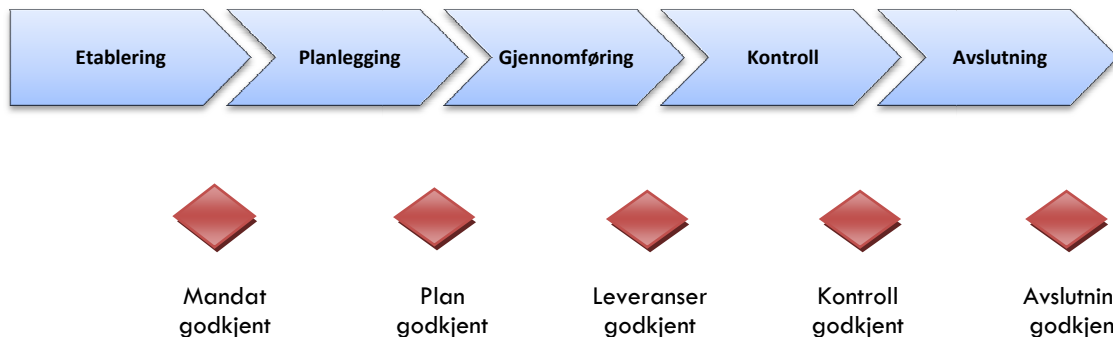 Etablering
Planlegging
Gjennomføring
Kontroll
Avslutning
Mandat
godkjent
Plan
godkjent
Leveranser
godkjent
Kontroll
godkjent
Avslutnin
godkjen